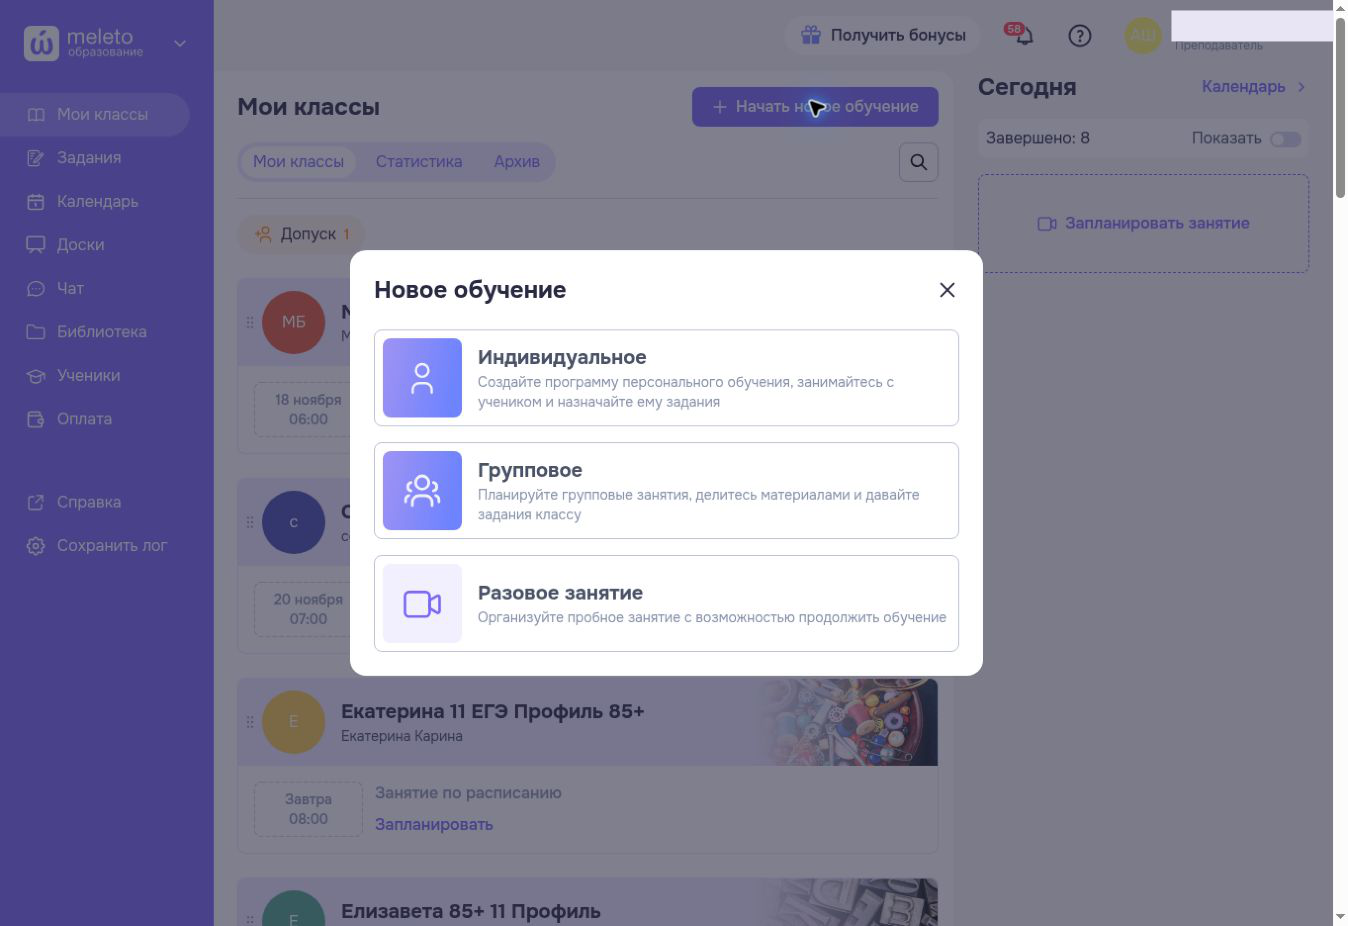 meleto
образование
Мои классы
Задания
Календарь
Доски
Чат
Библиотека
Ученики
Оплата
Справка
Сохранить лог
Получить бонусы
58
АШ
Преподаватель
Мои классы
Начать новое обучение
Мои классы
Статистика
Архив
Допуск 1
МБ
18 ноября
06:00
с
20 ноября
07:00
Новое обучение
Индивидуальное
Создайте программу персонального обучения, занимайтесь с
учеником и назначайте ему задания
Групповое
Планируйте групповые занятия, делитесь материалами и давайте
задания классу
Разовое занятие
Организуйте пробное занятие с возможностью продолжить обучение
Е
Екатерина 11 ЕГЭ Профиль 85+
Екатерина Карина
Завтра
08:00
Занятие по расписанию
Запланировать
Е
Елизавета 85+ 11 Профиль
Сегодня
Календарь
Завершено: 8
Показать
Запланировать занятие